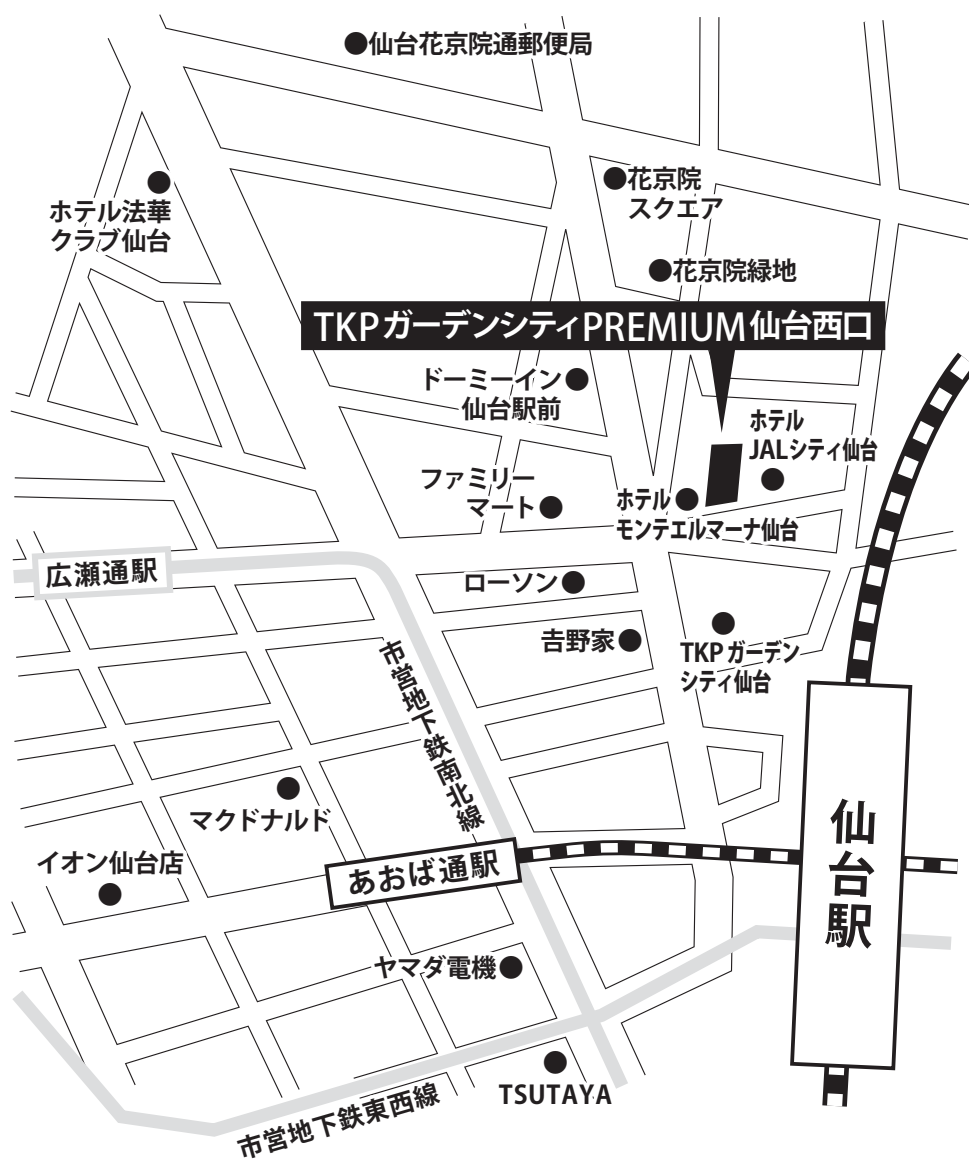 仙台花京院通郵便局
花京院
スクエア
ホテル法華
クラブ仙台
花京院緑地
TKPガーデンシティPREMIUM仙台西口
ドーミーイン
仙台駅前
ホテル
JALシティ仙台
ファミリー
マート
ホテル
モンテエルマーナ仙台
広瀬通駅
ローソン
𠮷野家
TKPガーデン
シティ仙台
市営地下鉄南北線
マクドナルド
仙台駅
イオン仙台店
あおば通駅
ヤマダ電機
TSUTAYA
市営地下鉄東西線